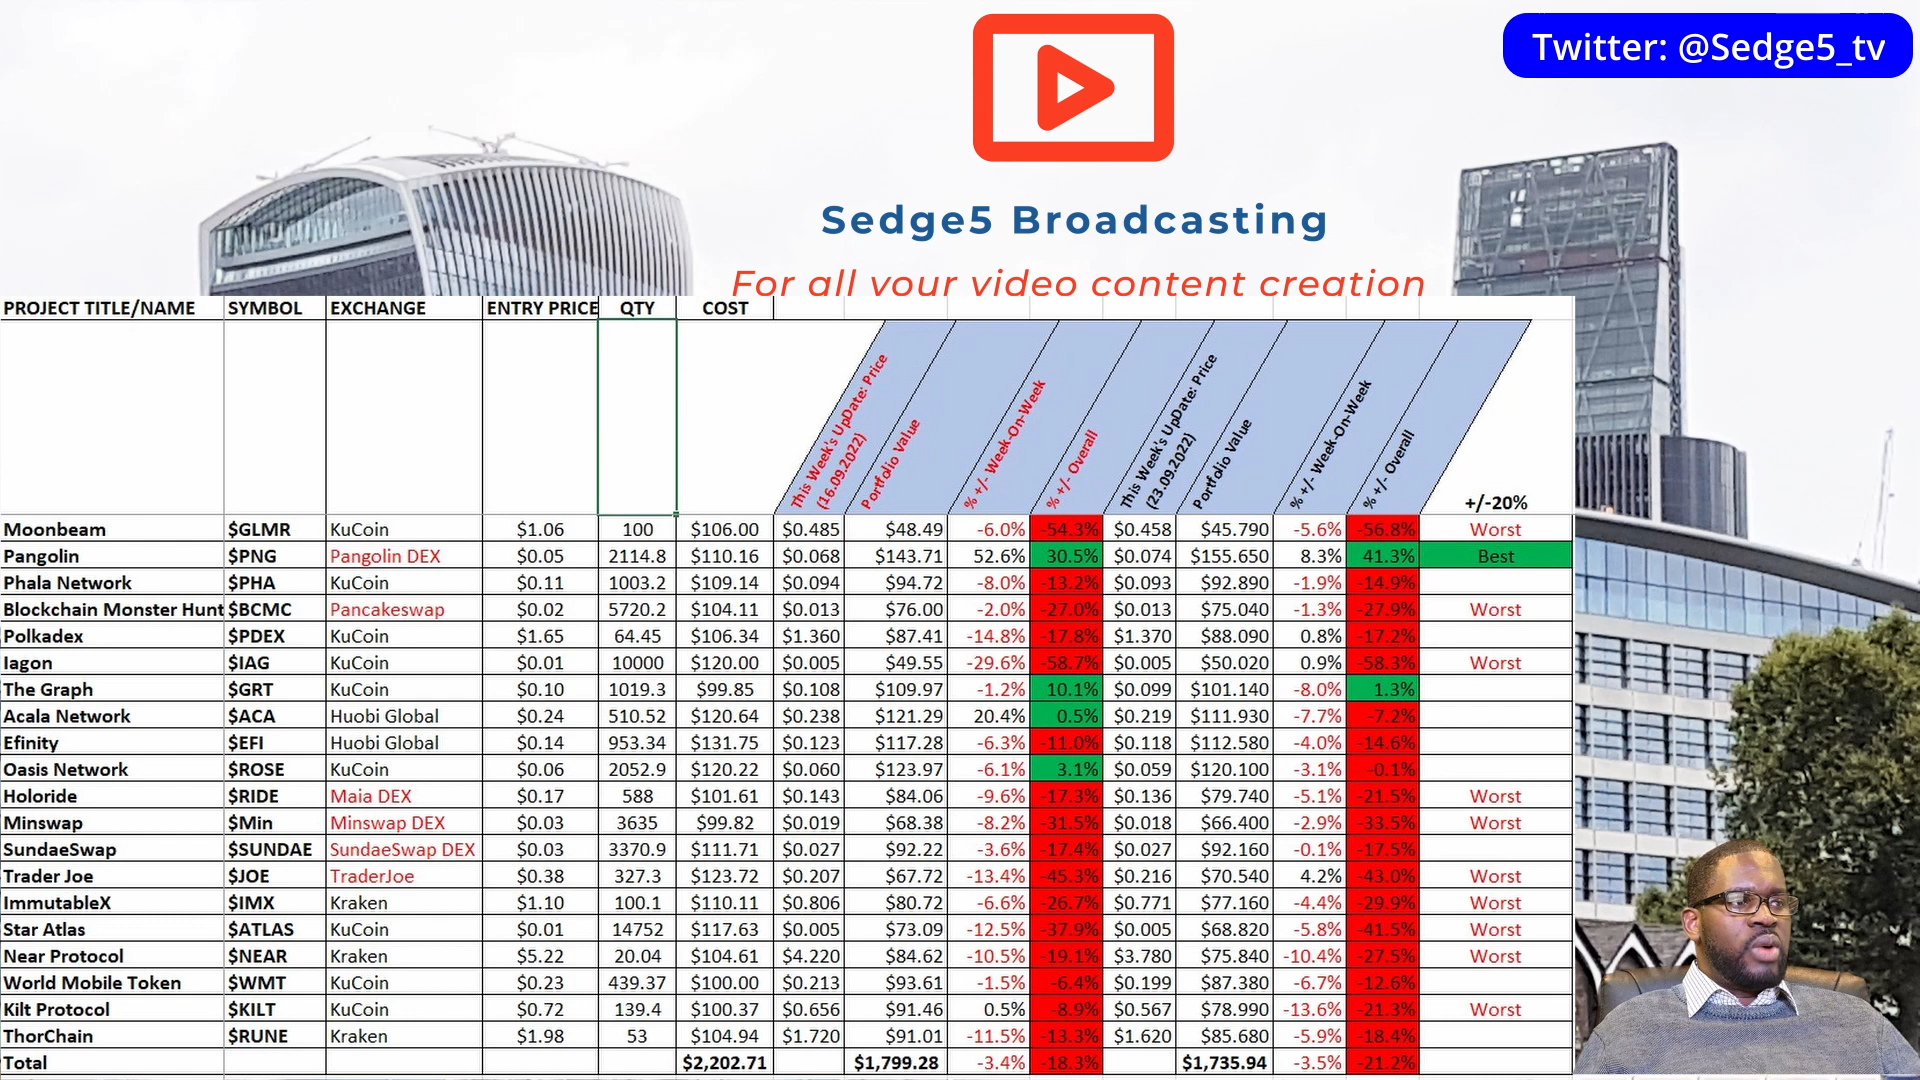 Twitter: @Sedge5_tv
Sedge5 Broadcasting
For all your video content creation
PROJECT TITLE/NAME SYMBOL EXCHANGE ENTRY PRICE QTY COST
This Week's UpDate: Price (16.09.2022) Portfolio Value % +/- Week-On-Week % +/- Overall This Week's UpDate: Price (23.09.2022) Portfolio Value % +/- Week-On-Week % +/- Overall +/-20%
Moonbeam $GLMR KuCoin $1.06 100 $106.00 $0.485 $48.49 -6.0% -54.3% $0.458 $45.790 -5.6% -56.8% Worst
Pangolin $PNG Pangolin DEX $0.05 2114.8 $110.16 $0.068 $143.71 52.6% 30.5% $0.074 $155.650 8.3% 41.3% Best
Phala Network $PHA KuCoin $0.11 1003.2 $109.14 $0.094 $94.72 -8.0% -13.2% $0.093 $92.890 -1.9% -14.9%
Blockchain Monster Hunt $BCMC Pancakeswap $0.02 5720.2 $104.11 $0.013 $76.00 -2.0% -27.0% $0.013 $75.040 -1.3% -27.9% Worst
Polkadex $PDEX KuCoin $1.65 64.45 $106.34 $1.360 $87.41 -14.8% -17.8% $1.370 $88.090 0.8% -17.2%
Iagon $IAG KuCoin $0.01 10000 $120.00 $0.005 $49.55 -29.6% -58.7% $0.005 $50.020 0.9% -58.3% Worst
The Graph $GRT KuCoin $0.10 1019.3 $99.85 $0.108 $109.97 -1.2% 10.1% $0.099 $101.140 -8.0% 1.3%
Acala Network $ACA Huobi Global $0.24 510.52 $120.64 $0.238 $121.29 20.4% 0.5% $0.219 $111.930 -7.7% -7.2%
Efinity $EFI Huobi Global $0.14 953.34 $131.75 $0.123 $117.28 -6.3% -11.0% $0.118 $112.580 -4.0% -14.6%
Oasis Network $ROSE KuCoin $0.06 2052.9 $120.22 $0.060 $123.97 -6.1% 3.1% $0.059 $120.100 -3.1% -0.1%
Holoride $RIDE Maia DEX $0.17 588 $101.61 $0.143 $84.06 -9.6% -17.3% $0.136 $79.740 -5.1% -21.5% Worst
Minswap $Min Minswap DEX $0.03 3635 $99.82 $0.019 $68.38 -8.2% -31.5% $0.018 $66.400 -2.9% -33.5% Worst
SundaeSwap $SUNDAE SundaeSwap DEX $0.03 3370.9 $111.71 $0.027 $92.22 -3.6% -17.4% $0.027 $92.160 -0.1% -17.5%
Trader Joe $JOE TraderJoe $0.38 327.3 $123.72 $0.207 $67.72 -13.4% -45.3% $0.216 $70.540 4.2% -43.0% Worst
ImmutableX $IMX Kraken $1.10 100.1 $110.11 $0.806 $80.72 -6.6% -26.7% $0.771 $77.160 -4.4% -29.9% Worst
Star Atlas $ATLAS KuCoin $0.01 14752 $117.63 $0.005 $73.09 -12.5% -37.9% $0.005 $68.820 -5.8% -41.5% Worst
Near Protocol $NEAR Kraken $5.22 20.04 $104.61 $4.220 $84.62 -10.5% -19.1% $3.780 $75.840 -10.4% -27.5% Worst
World Mobile Token $WMT KuCoin $0.23 439.37 $100.00 $0.213 $93.61 -1.5% -6.4% $0.199 $87.380 -6.7% -12.6%
Kilt Protocol $KILT KuCoin $0.72 139.4 $100.37 $0.656 $91.46 0.5% -8.9% $0.567 $78.990 -13.6% -21.3% Worst
ThorChain $RUNE Kraken $1.98 53 $104.94 $1.720 $91.01 -11.5% -13.3% $1.620 $85.680 -5.9% -18.4%
Total $2,202.71 $1,799.28 -3.4% -18.3% $1,735.94 -3.5% -21.2%